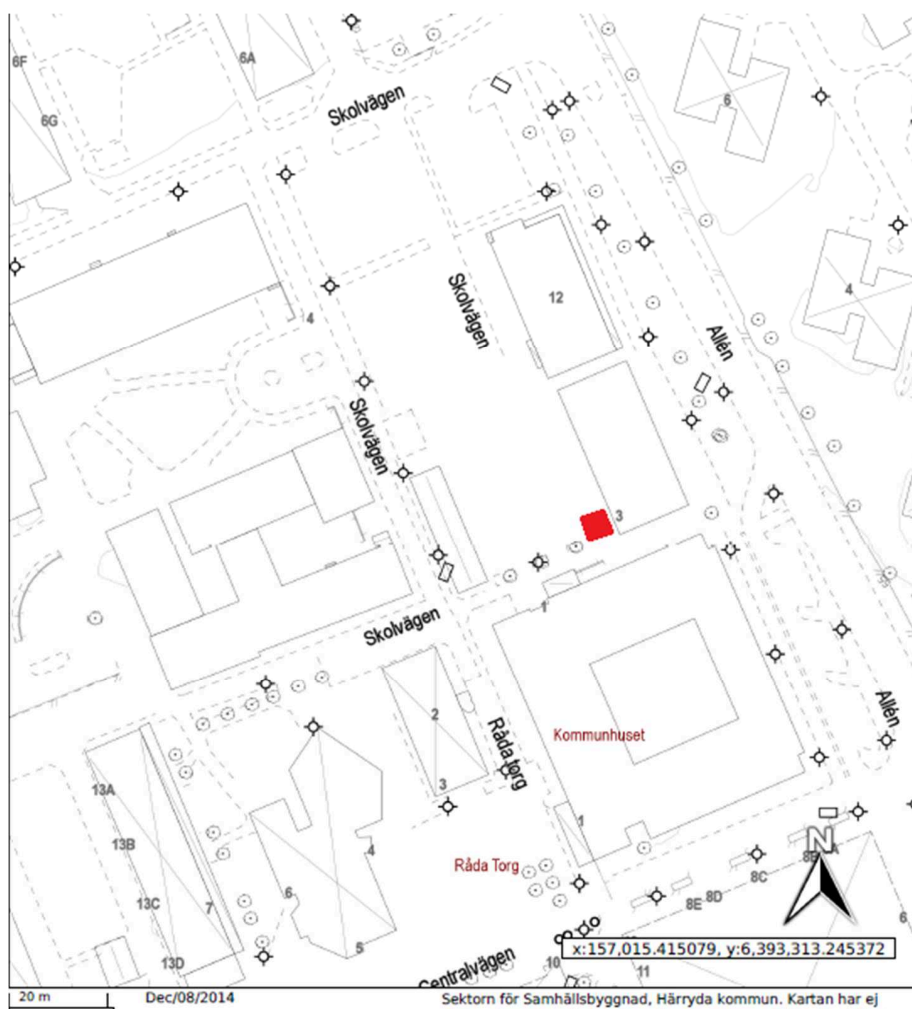 6F
6A
6G
Skolvägen
6
4
12
Skolvägen
4
Allén
Skolvägen
3
1
Skolvägen
2
Råda torg
Kommunhuset
Allén
3
13A
13B
1
4
Råda Torg
6
7
13C
5
13D
8C
8D
8E
6
Centralvägen
10
11
N
x:157,015.415079, y:6,393,313.245372
20 m
Dec/08/2014
Sektorn för Samhällsbyggnad, Härryda kommun. Kartan har ej